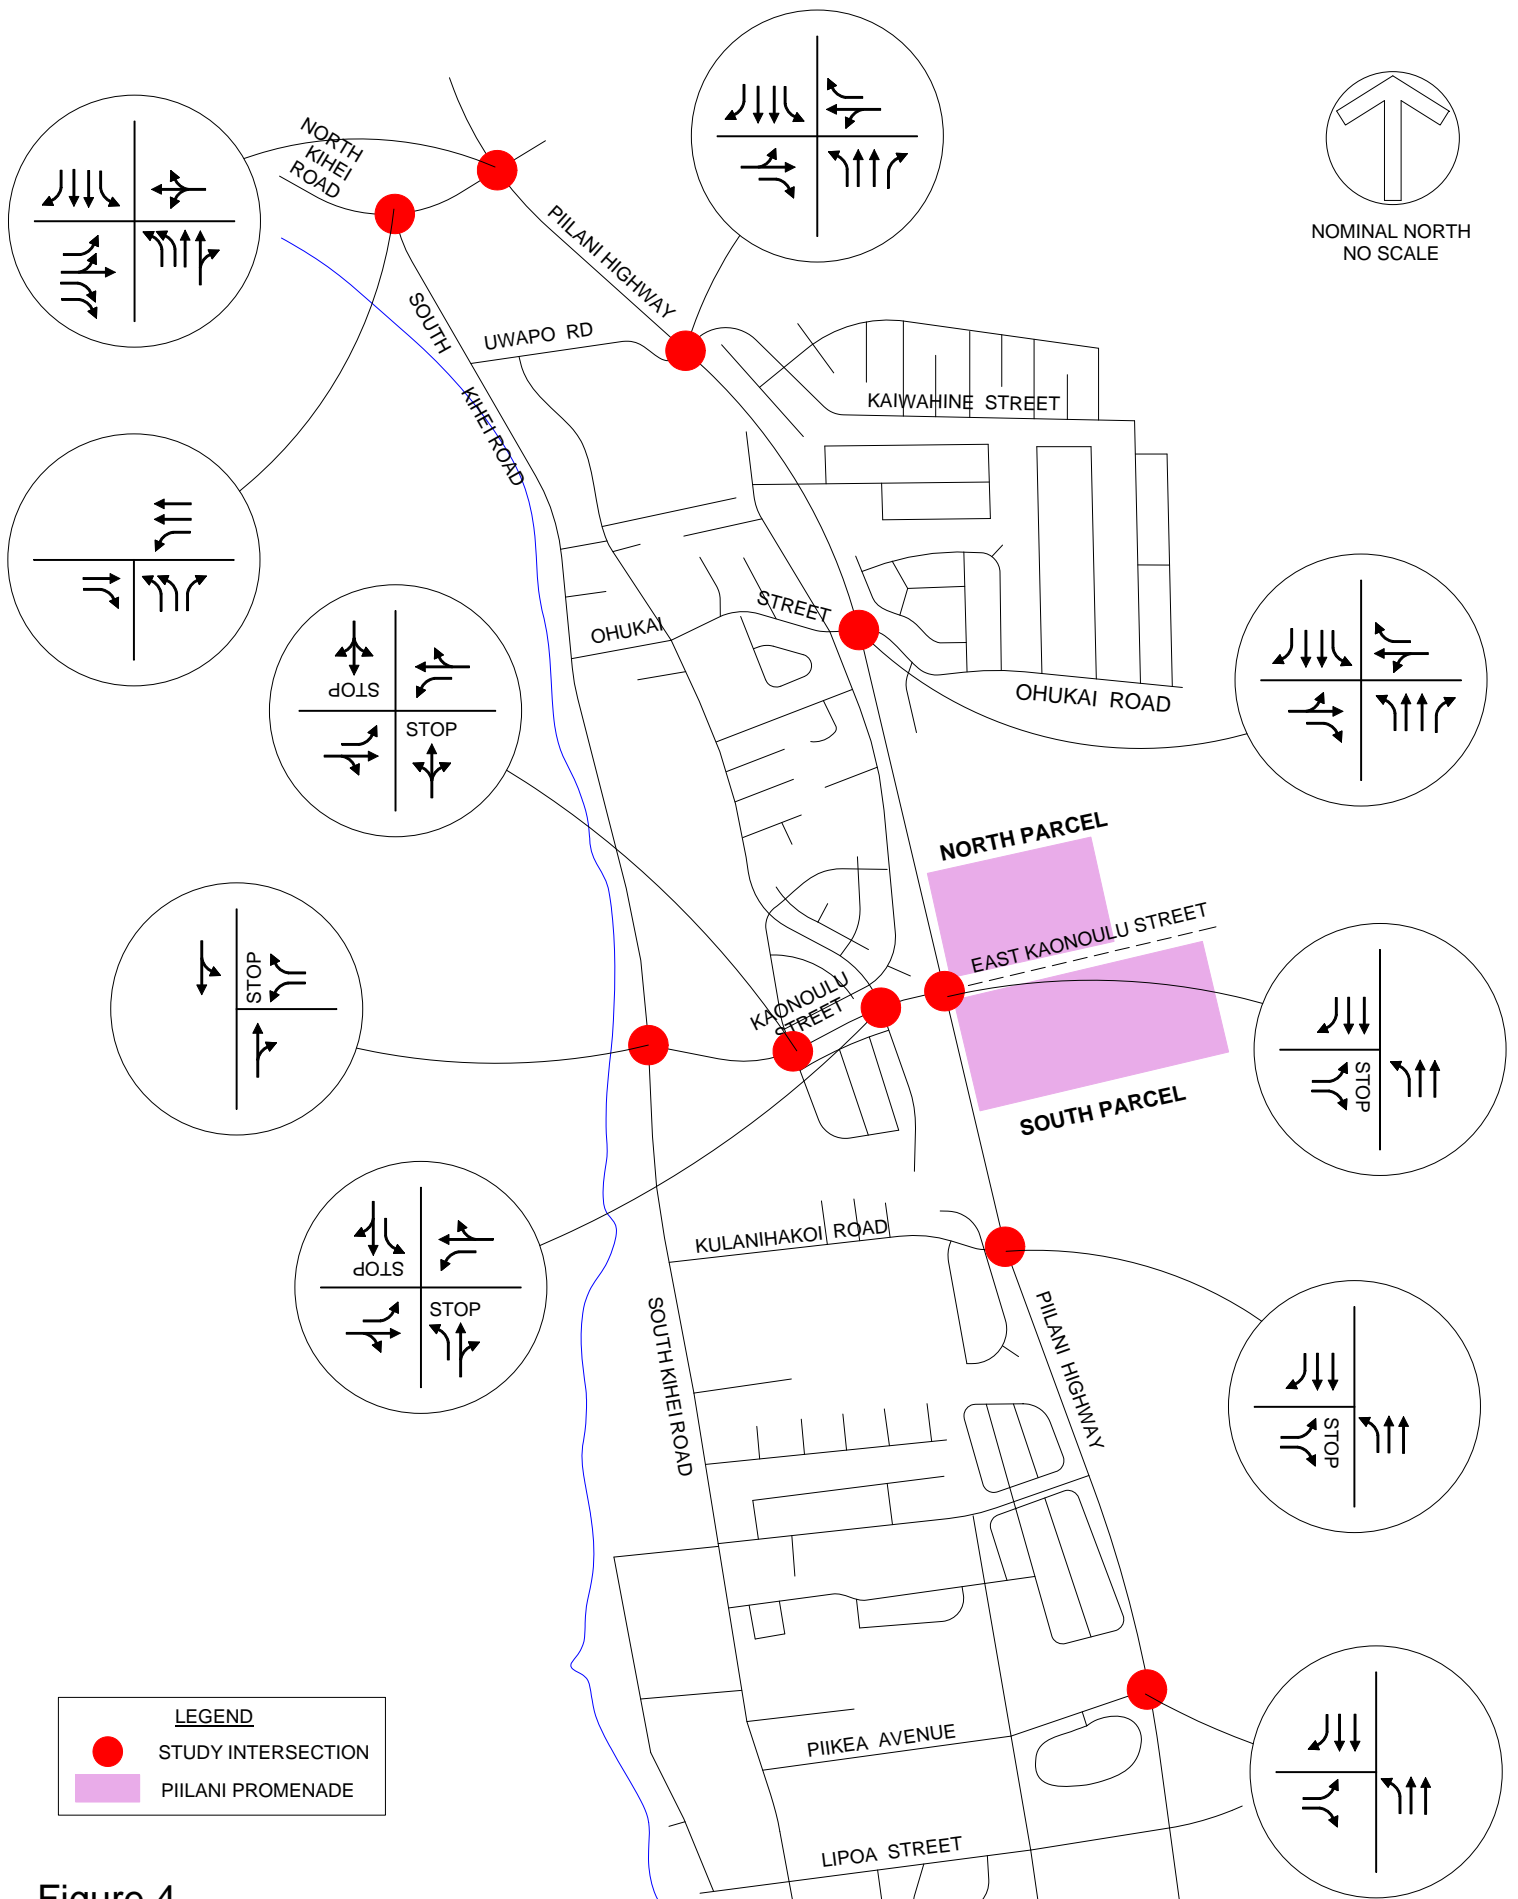 NORTH
KIHEI
ROAD
NOMINAL NORTH
NO SCALE
PIILANI HIGHWAY
SOUTH
KIHEI ROAD
UWAPO RD
KAIWAHINE STREET
OHUKAI
STREET
OHUKAI ROAD
STOP
STOP
NORTH PARCEL
EAST KAONOULU STREET
SOUTH PARCEL
STOP
KAONOULU
STREET
STOP
STOP
STOP
KULANIHAKOI ROAD
PIILANI HIGHWAY
SOUTH KIHEI ROAD
STOP
LEGEND
STUDY INTERSECTION
PIILANI PROMENADE
PIIKEA AVENUE
LIPOA STREET
Figure 4